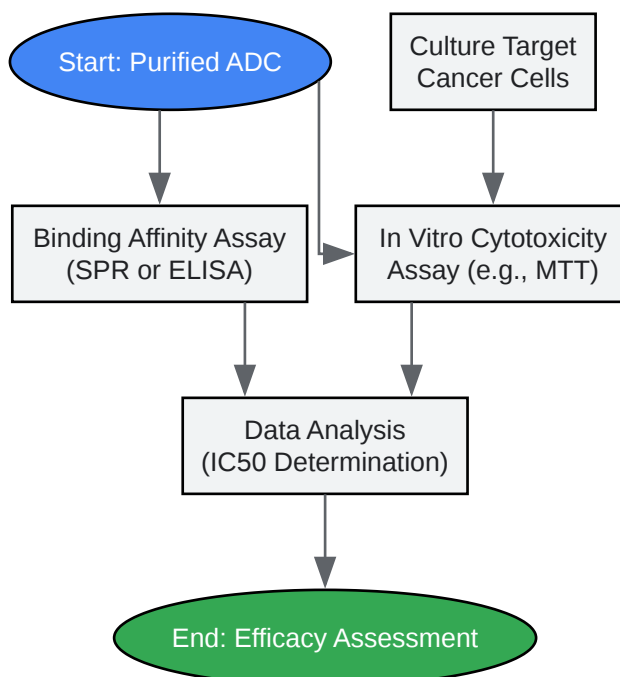 Start: Purified ADC
Culture Target
Cancer Cells
Binding Affinity Assay
(SPR or ELISA)
In Vitro Cytotoxicity
Assay (e.g., MTT)
Data Analysis
(IC50 Determination)
End: Efficacy Assessment